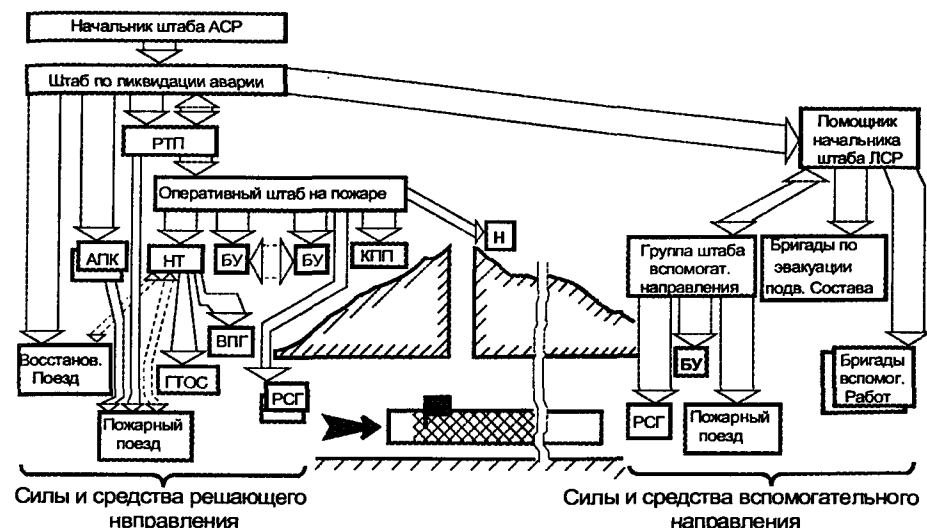 Начальник штаба АСР
Штаб по ликвидации аварии
РТП
Оперативный штаб на пожаре
АПК
НТ
БУ
БУ
КПП
Н
ВПГ
ГТОС
РСГ
Восстанов.
Поезд
Пожарный
поезд
Силы и средства решающего
нвправления
Помощник
начальника
штаба ЛСР
Группа штаба
вспомогат.
направления
Бригады по
эвакуации
подв. Состава
БУ
РСГ
Пожарный
поезд
Бригады
вспомог.
Работ
Силы и средства вспомогательного
направления